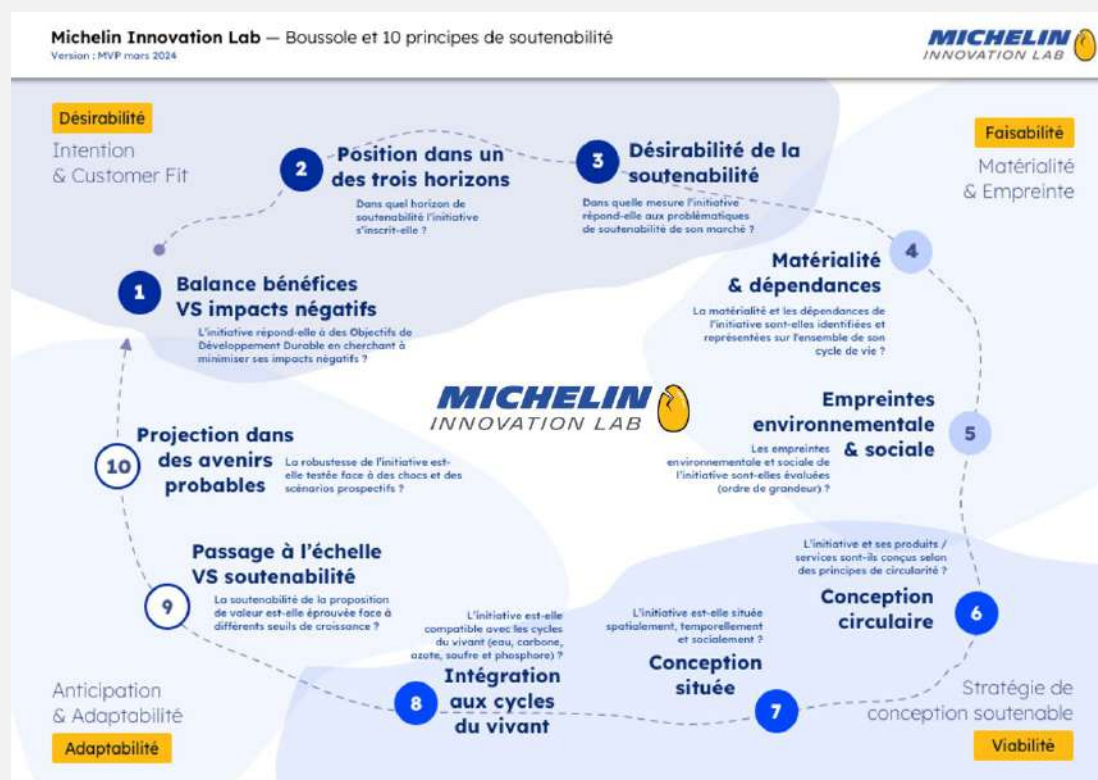 Michelin Innovation Lab — Boussole et 10 principes de soutenabilité
Version : MVP mars 2024
MICHELIN
INNOVATION LAB
Désirabilité
Intention
& Customer Fit
Faisabilité
Matérialité
& Empreinte
1
Balance bénéfices
VS impacts négatifs
L'initiative répond-elle à des Objectifs de
Développement Durable en cherchant à
minimiser ses impacts négatifs ?
2
Position dans un
des trois horizons
Dans quel horizon de
soutenabilité l'initiative
s'inscrit-elle ?
3
Désirabilité de la
soutenabilité
Dans quelle mesure l'initiative
répond-elle aux problématiques
de soutenabilité de son marché ?
4
Matérialité
& dépendances
La matérialité et les dépendances de
l'initiative sont-elles identifiées et
représentées sur l'ensemble de son
cycle de vie ?
MICHELIN
INNOVATION LAB
5
Empreintes
environnementale
& sociale
Les empreintes
environnementale et sociale de
l'initiative sont-elles évaluées
(ordre de grandeur) ?
6
L'initiative et ses produits /
services sont-ils conçus selon
des principes de circularité ?
Conception
circulaire
7
L'initiative est-elle située
spatialement, temporellement
et socialement ?
Conception
située
8
L'initiative est-elle
compatible avec les cycles
du vivant (eau, carbone,
azote, soufre et phosphore) ?
Intégration
aux cycles
du vivant
9
Passage à l'échelle
VS soutenabilité
La soutenabilité de la proposition
de valeur est-elle éprouvée face à
différents seuils de croissance ?
10
Projection dans
des avenirs
probables
La robustesse de l'initiative est-
elle testée face à des chocs et des
scénarios prospectifs ?
Anticipation
& Adaptabilité
Adaptabilité
Stratégie de
conception soutenable
Viabilité